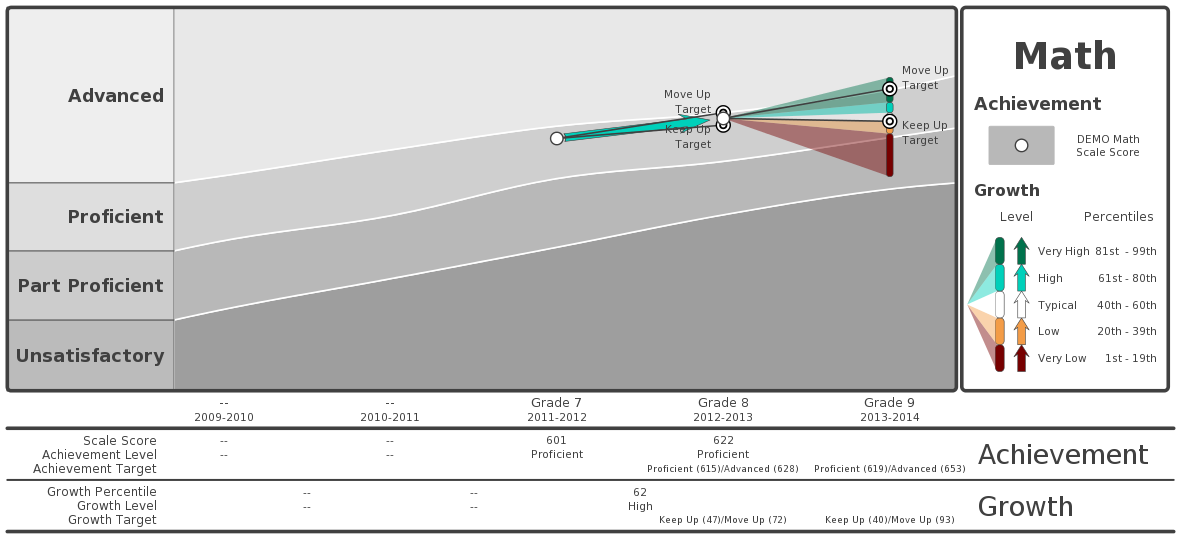 Advanced
Proficient
Part Proficient
Unsatisfactory
Move Up
Target
Keep Up
Target
Move Up
Target
Keep Up
Target
Math
Achievement
DEMO Math
Scale Score
Growth
Level Percentiles
Very High 81st - 99th
High 61st - 80th
Typical 40th - 60th
Low 20th - 39th
Very Low 1st - 19th
-- -- Grade 7 Grade 8 Grade 9
2009-2010 2010-2011 2011-2012 2012-2013 2013-2014
Scale Score -- -- 601 622
Achievement Level -- -- Proficient Proficient
Achievement Target Proficient (615)/Advanced (628) Proficient (619)/Advanced (653)
Achievement
Growth Percentile -- -- 62
Growth Level -- -- High
Growth Target Keep Up (47)/Move Up (72) Keep Up (40)/Move Up (93)
Growth